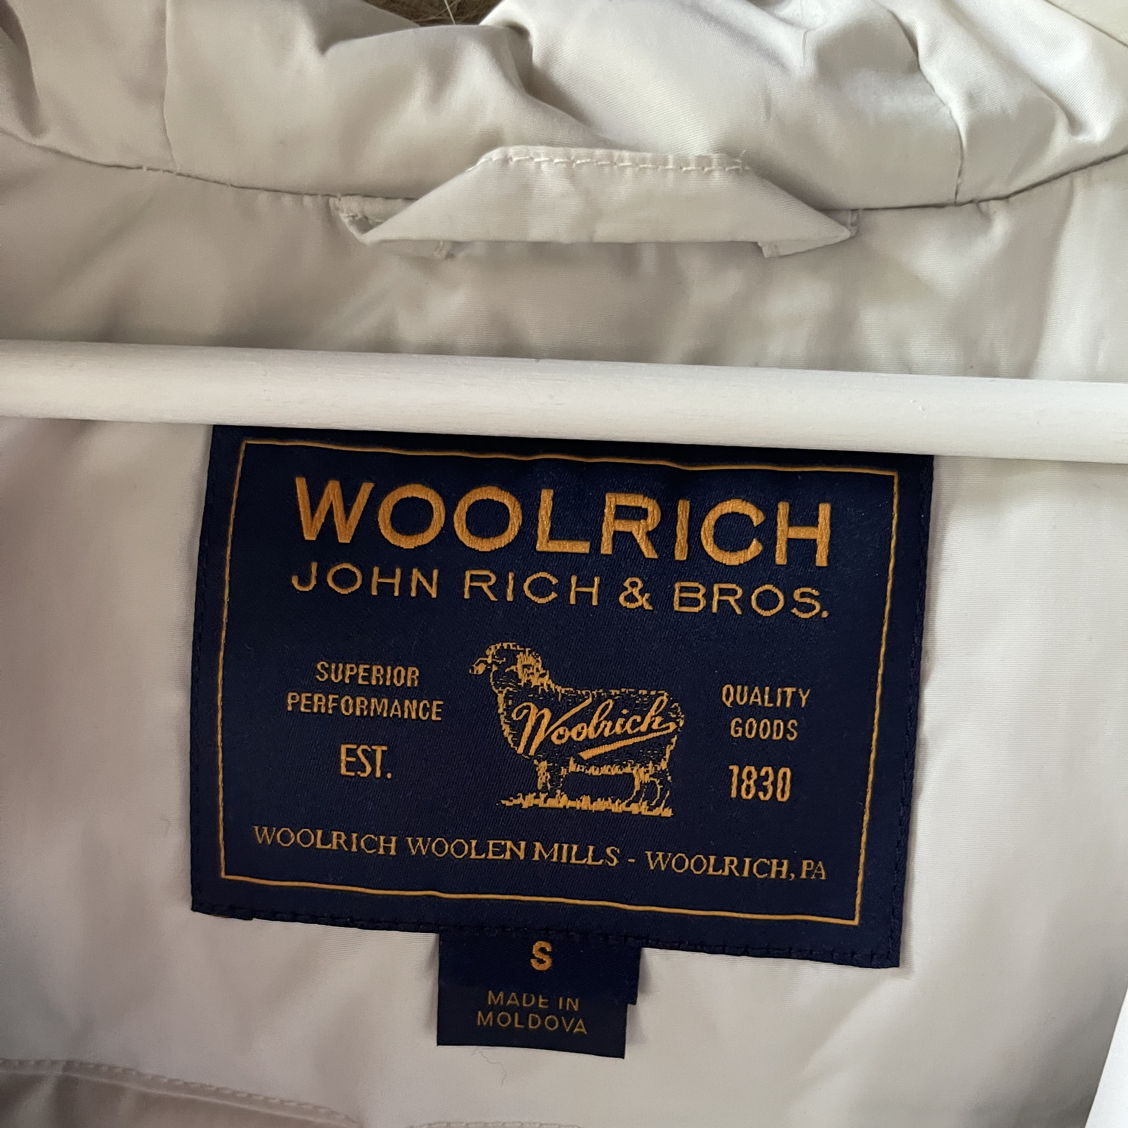 WOOLRICH
JOHN RICH & BROS.
SUPERIOR
PERFORMANCE
EST.
Woolrich
QUALITY
GOODS
1830
WOOLRICH WOOLEN MILLS - WOOLRICH, PA
S
MADE IN
MOLDOVA